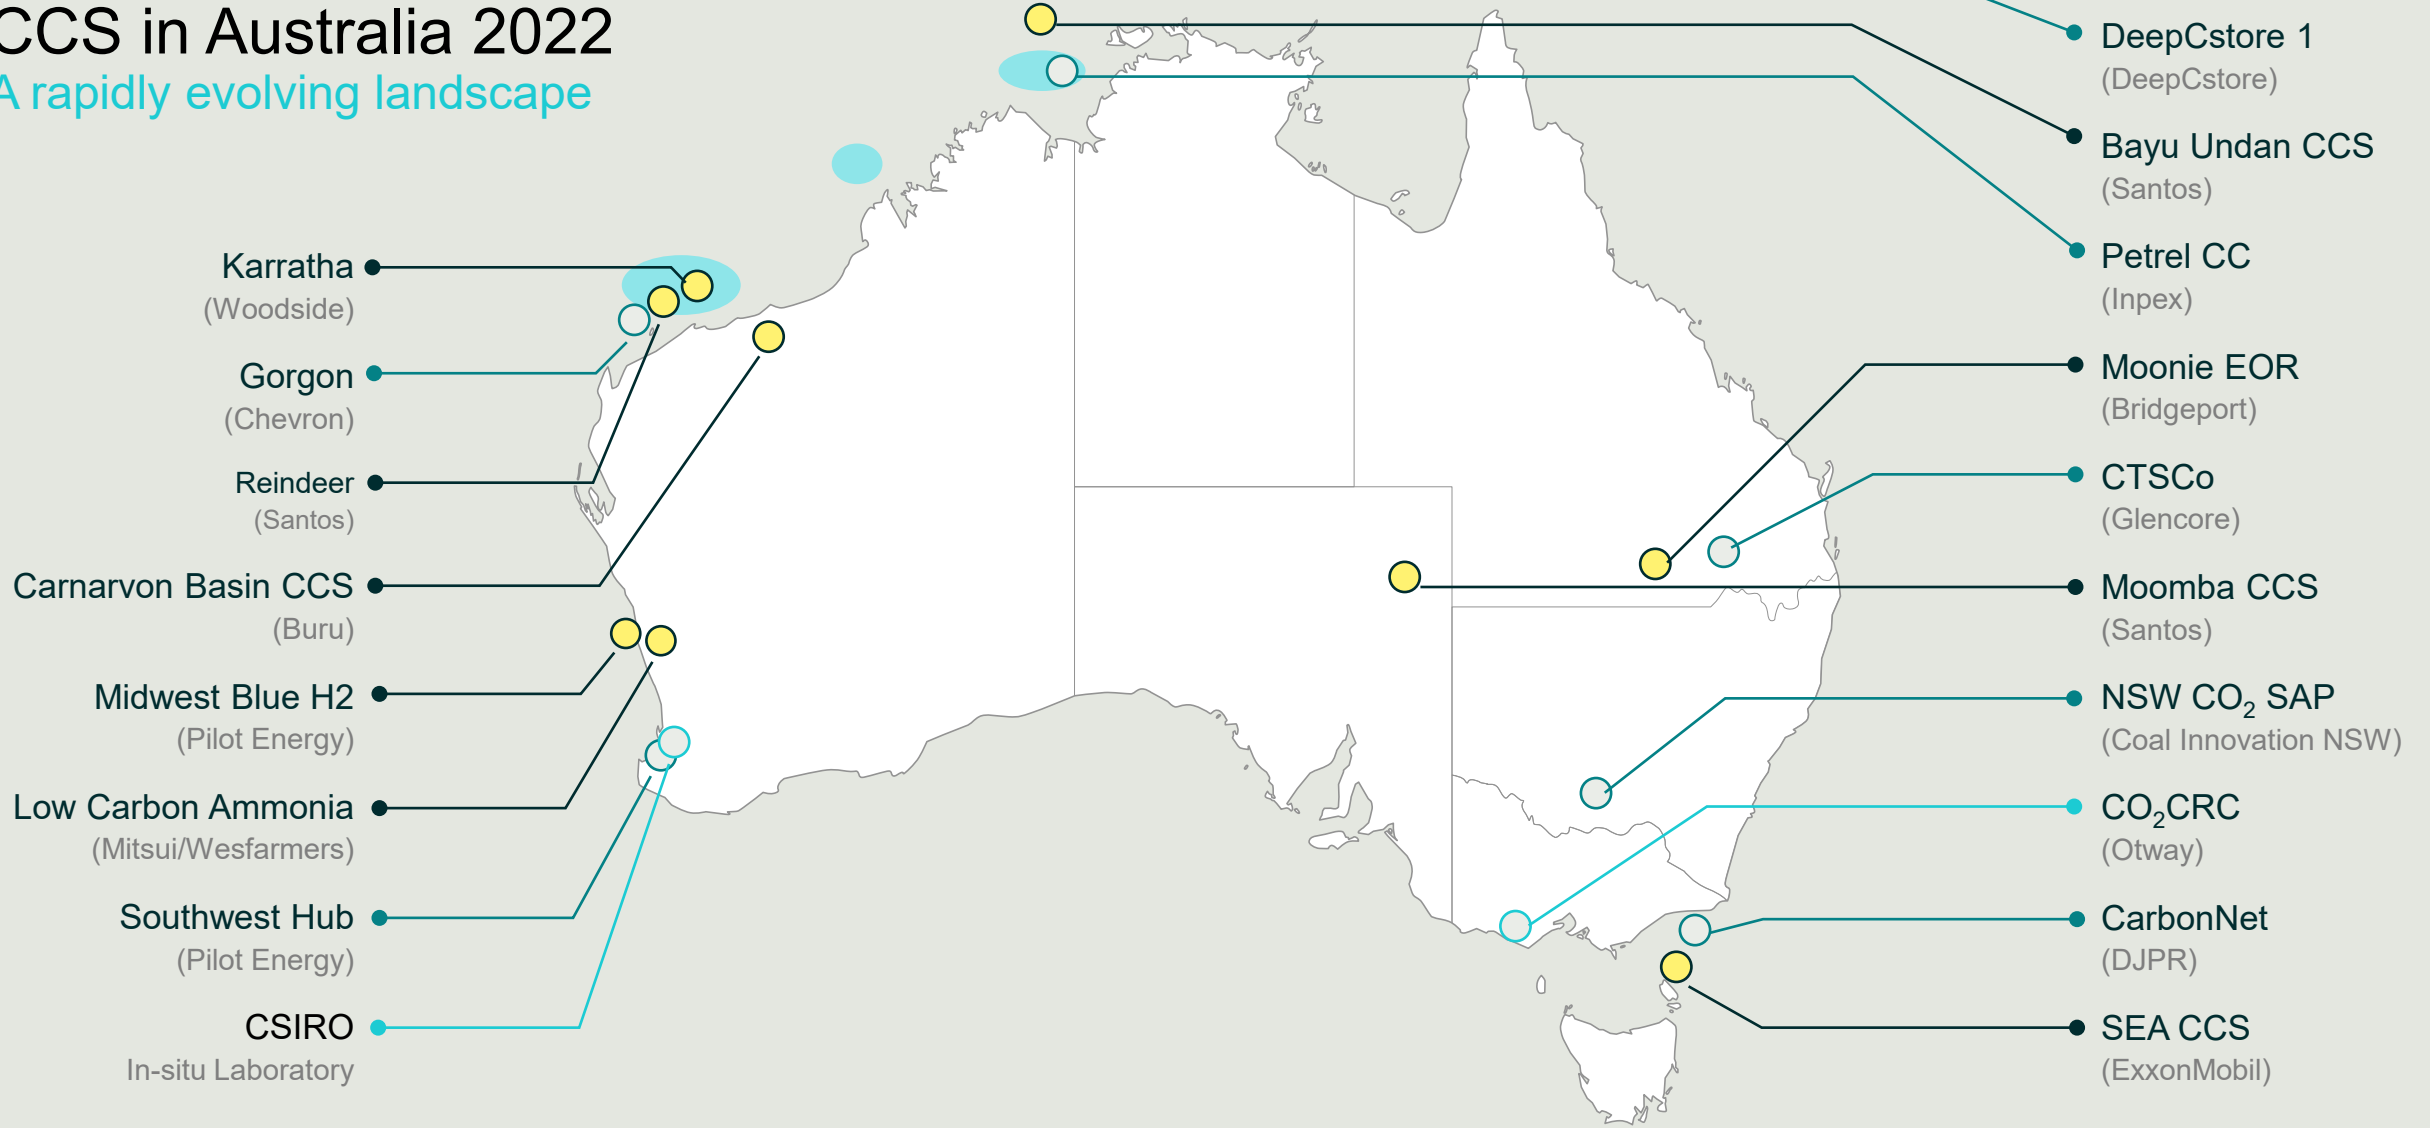 CCS in Australia 2022
A rapidly evolving landscape
Karratha
(Woodside)
Gorgon
(Chevron)
Reindeer
(Santos)
Carnarvon Basin CCS
(Buru)
Midwest Blue H2
(Pilot Energy)
Low Carbon Ammonia
(Mitsui/Wesfarmers)
Southwest Hub
(Pilot Energy)
CSIRO
In-situ Laboratory
DeepCstore 1
(DeepCstore)
Bayu Undan CCS
(Santos)
Petrel CC
(Inpex)
Moonie EOR
(Bridgeport)
CTSCo
(Glencore)
Moomba CCS
(Santos)
NSW CO₂ SAP
(Coal Innovation NSW)
CO₂CRC
(Otway)
CarbonNet
(DJPR)
SEA CCS
(ExxonMobil)